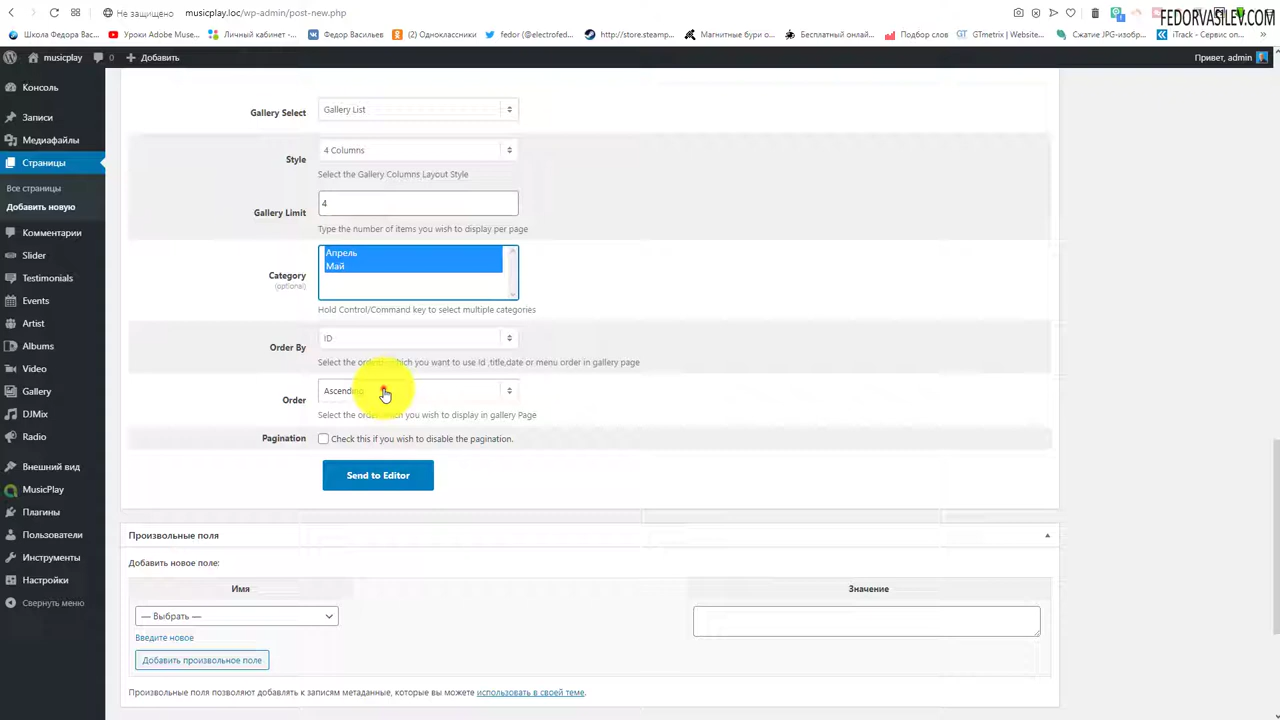 Не защищено
musicplay.loc/wp-admin/post-new.php
FEDORVASILEV.COM
Школа Федора Вас...
Уроки Adobe Muse...
Личный кабинет -...
Федор Васильев
(2) Одноклассники
fedor (@electrofed...
http://store.steamp...
Магнитные бури о...
Бесплатный онлай...
Подбор слов
GTmetrix | Website...
Сжатие JPG-изобр...
iTrack - Сервис оп...
musicplay
0
Добавить
Привет, admin
Консоль
Записи
Медиафайлы
Страницы
Все страницы
Добавить новую
Комментарии
Slider
Testimonials
Events
Artist
Albums
Video
Gallery
DJMix
Radio
Внешний вид
MusicPlay
Плагины
Пользователи
Инструменты
Настройки
Свернуть меню
Gallery Select
Gallery List
Style
4 Columns
Select the Gallery Columns Layout Style
Gallery Limit
4
Type the number of items you wish to display per page
Category
(optional)
Апрель
Май
Hold Control/Command key to select multiple categories
Order By
ID
Select the orderby which you want to use Id ,title,date or menu order in gallery page
Order
Ascending
Select the order which you wish to display in gallery Page
Pagination
Check this if you wish to disable the pagination.
Send to Editor
Произвольные поля
Добавить новое поле:
Имя
Значение
— Выбрать —
Введите новое
Добавить произвольное поле
Произвольные поля позволяют добавлять к записям метаданные, которые вы можете использовать в своей теме.